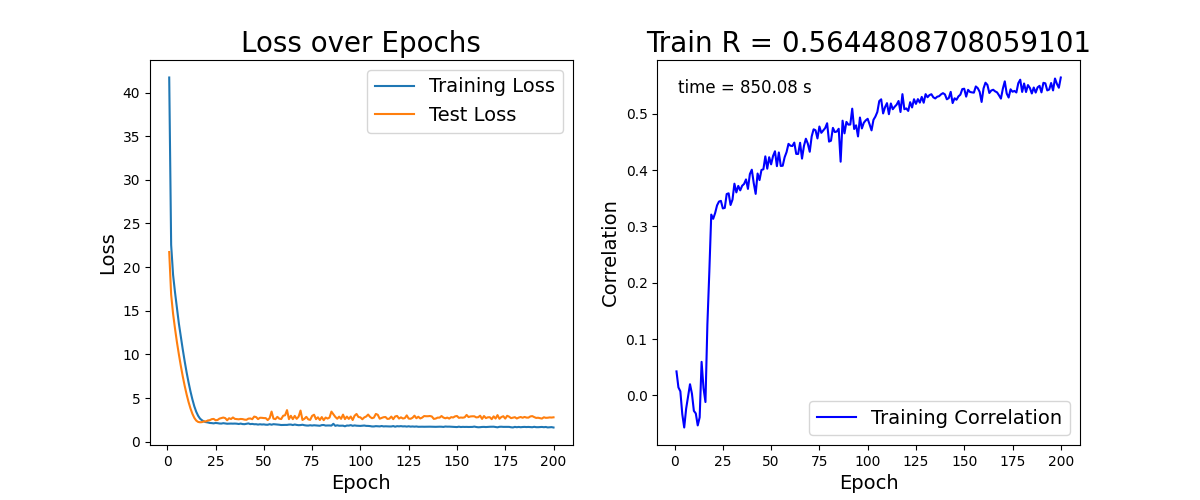 Loss over Epochs
Training Loss
Test Loss
Loss
40
35
30
25
20
15
10
5
0
0 25 50 75 100 125 150 175 200
Epoch
Train R = 0.5644808708059101
time = 850.08 s
Correlation
0.5
0.4
0.3
0.2
0.1
0.0
Training Correlation
0 25 50 75 100 125 150 175 200
Epoch